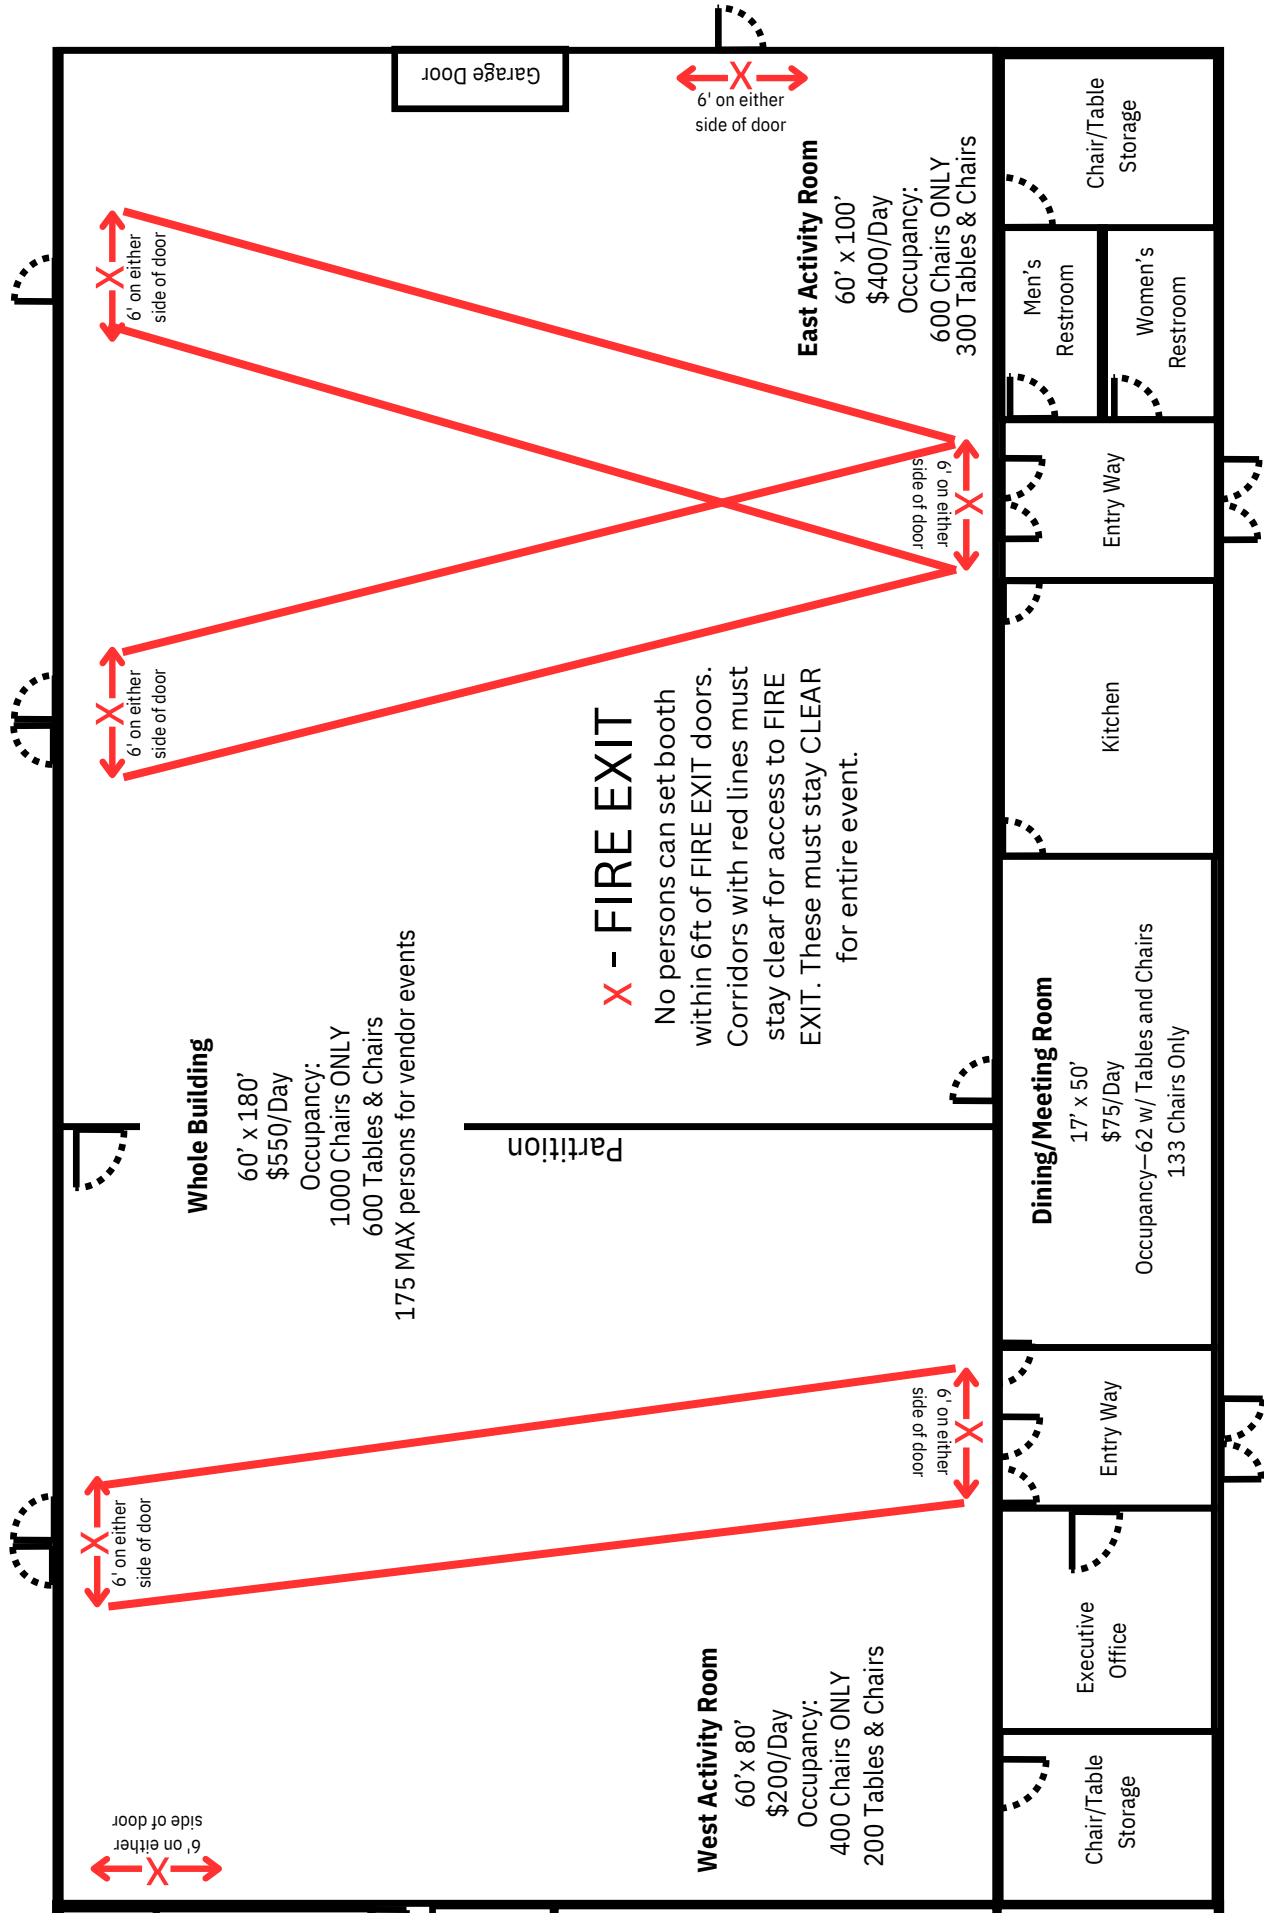 Whole Building
60’ x 180’
$550/Day
Occupancy:
1000 Chairs ONLY
600 Tables & Chairs
175 MAX persons for vendor events
Partition
X - FIRE EXIT
No persons can set booth
within 6ft of FIRE EXIT doors.
Corridors with red lines must
stay clear for access to FIRE
EXIT. These must stay CLEAR
for entire event.
West Activity Room
60’x 80’
$200/Day
Occupancy:
400 Chairs ONLY
200 Tables & Chairs
East Activity Room
60’ x 100’
$400/Day
Occupancy:
600 Chairs ONLY
300 Tables & Chairs
Garage Door
X
6' on either
side of door
X
6' on either
side of door
X
6' on either
side of door
X
6' on either
side of door
X
6' on either
side of door
X
6' on either
side of door
X
6' on either
side of door
Chair/Table
Storage
Executive
Office
Entry Way
Dining/Meeting Room
17’ x 50’
$75/Day
Occupancy—62 w/ Tables and Chairs
133 Chairs Only
Kitchen
Entry Way
Men’s
Restroom
Women’s
Restroom
Chair/Table
Storage